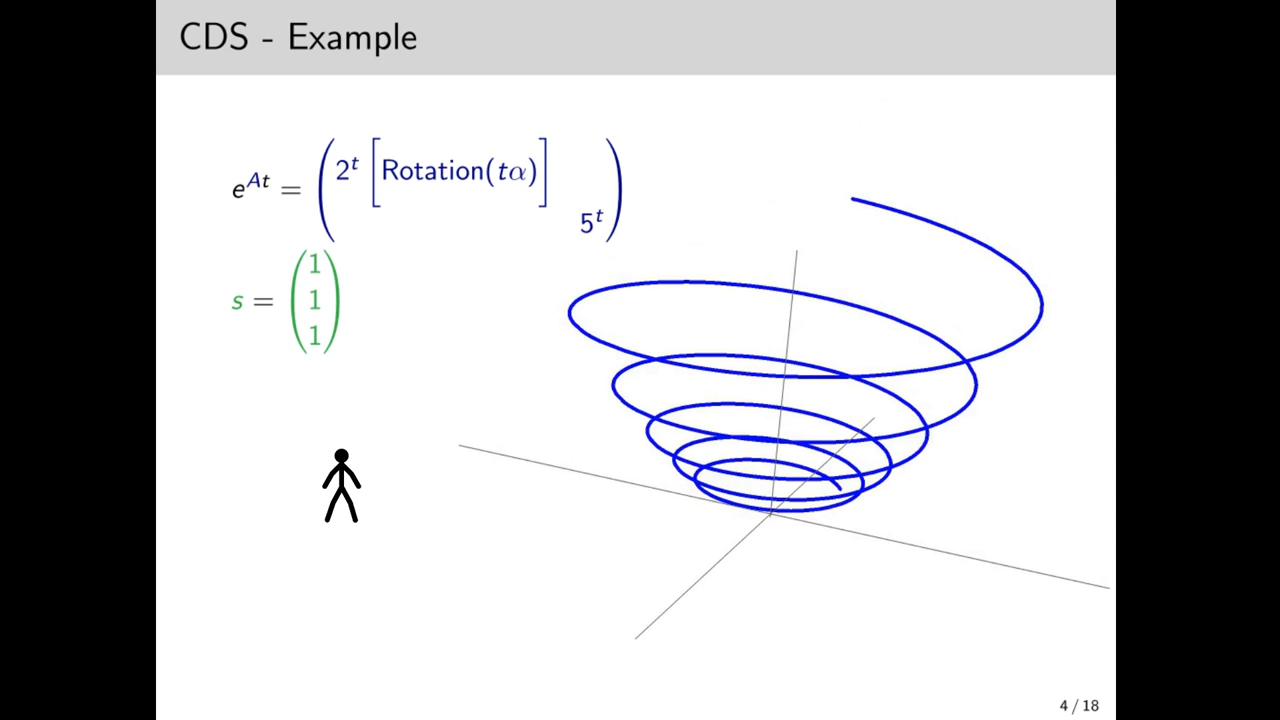 CDS - Example
e^{At} = ( 2^t [ Rotation(tα) ]
5^t )
s = ( 1
1
1 )
4 / 18